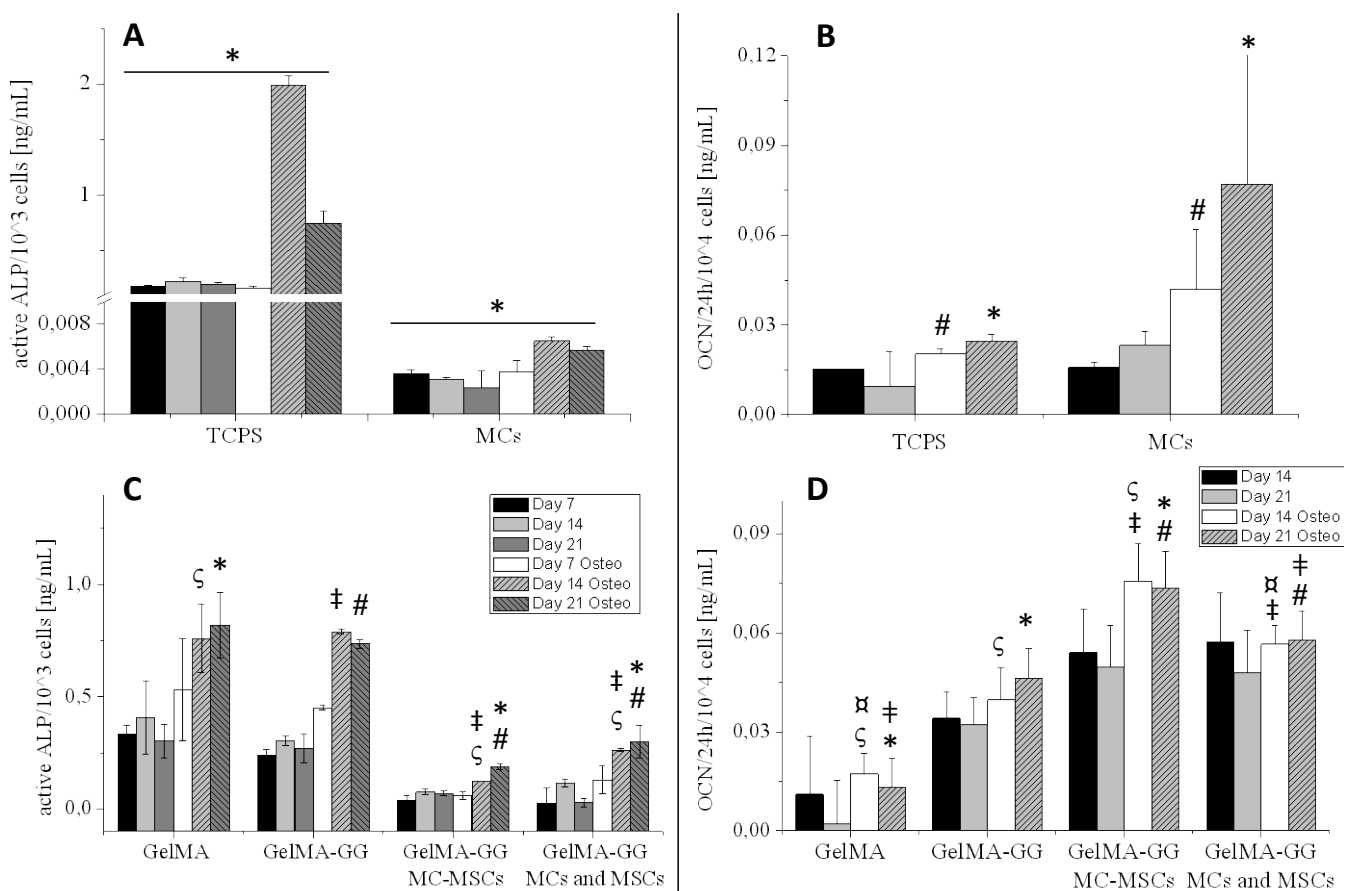 A
*
2
1
0,008
0,004
0,000
active ALP/10^3 cells [ng/mL]
*
TCPS
MCs
B
0,12
0,09
0,06
0,03
0,00
OCN/24h/10^4 cells [ng/mL]
# *
# *
TCPS
MCs
C
1,0
0,5
0,0
active ALP/10^3 cells [ng/mL]
Day 7
Day 14
Day 21
Day 7 Osteo
Day 14 Osteo
Day 21 Osteo
ς *
‡ #
‡ *
ς #
‡ *
ς #
GelMA
GelMA-GG
GelMA-GG
MC-MSCs
GelMA-GG
MCs and MSCs
D
0,09
0,06
0,03
0,00
OCN/24h/10^4 cells [ng/mL]
Day 14
Day 21
Day 14 Osteo
Day 21 Osteo
¤ ‡
ς *
ς *
ς *
‡ #
¤ ‡
‡ #
GelMA
GelMA-GG
GelMA-GG
MC-MSCs
GelMA-GG
MCs and MSCs